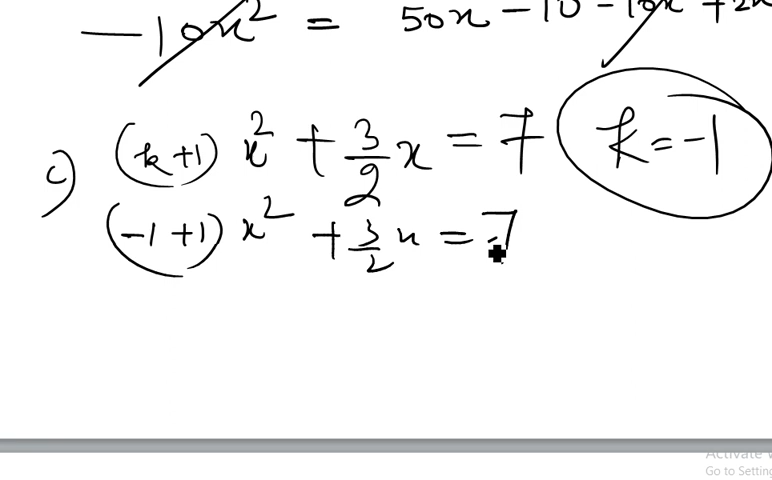 -10x² = 50x - 10 - 10x + 2x
c) (k+1) x² + 3/2 x = 7 k = -1
(-1+1) x² + 3/2 x = 7
Go to Setting